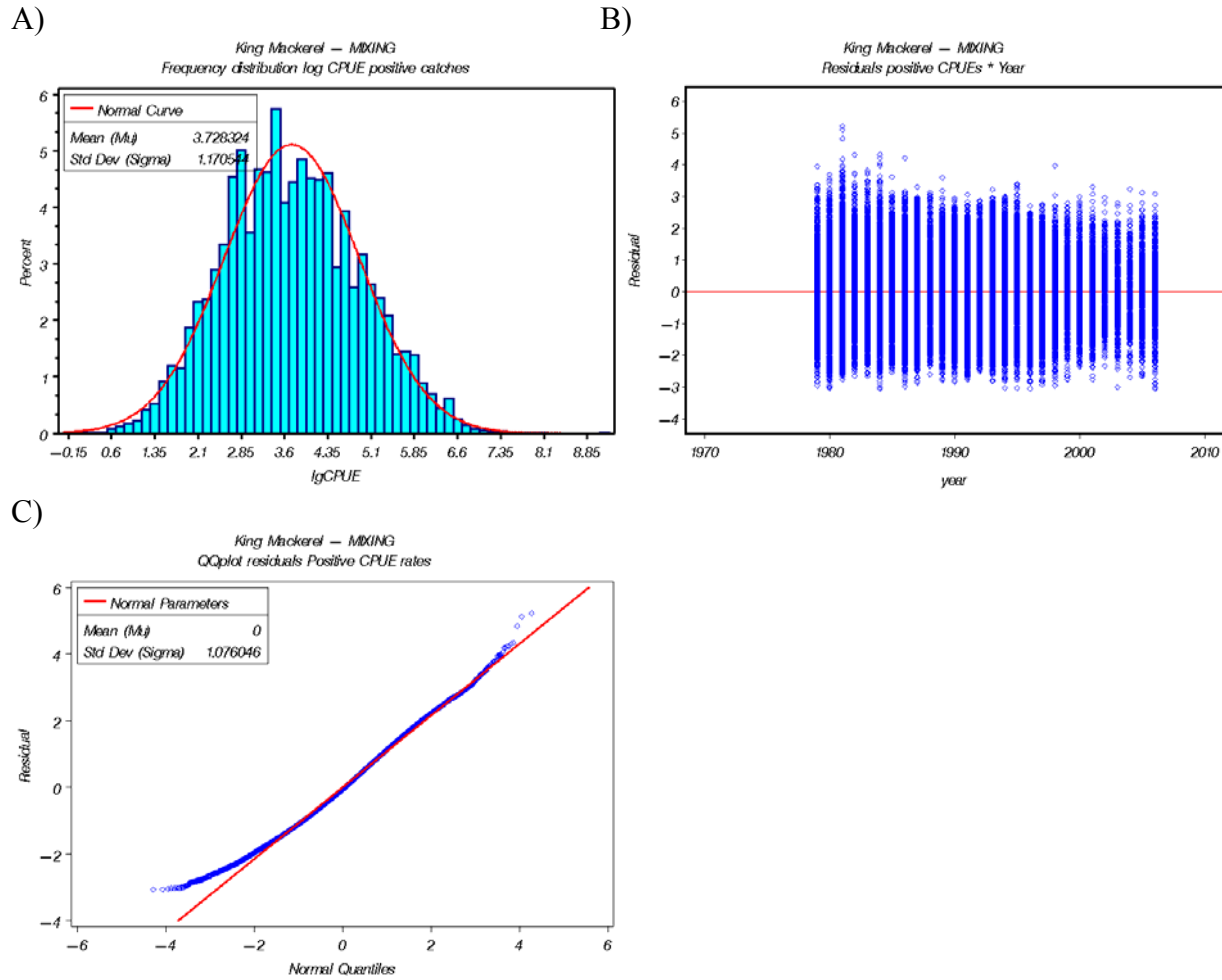 A)
King Mackerel – MIXING
Frequency distribution log CPUE positive catches
6
5
4
3
2
1
0
Percent
Normal Curve
Mean (Mu) 3.728324
Std Dev (Sigma) 1.170544
−0.15 0.6 1.35 2.1 2.85 3.6 4.35 5.1 5.85 6.6 7.35 8.1 8.85
lgCPUE
B)
King Mackerel – MIXING
Residuals positive CPUEs * Year
6
5
4
3
2
1
0
−1
−2
−3
−4
Residual
1970 1980 1990 2000 2010
year
C)
King Mackerel – MIXING
QQplot residuals Positive CPUE rates
6
4
2
0
−2
−4
Residual
Normal Parameters
Mean (Mu) 0
Std Dev (Sigma) 1.076046
−6 −4 −2 0 2 4 6
Normal Quantiles